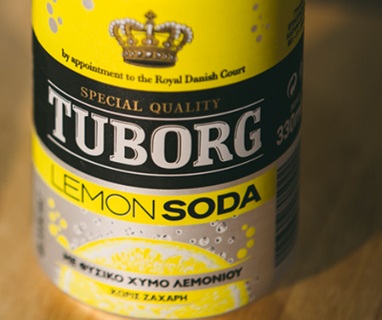 by appointment to the Royal Danish Court
SPECIAL QUALITY
TUBORG
330
LEMON SODA
ΜΕ ΦΥΣΙΚΟ ΧΥΜΟ ΛΕΜΟΝΙΟΥ
ΧΩΡΙΣ ΖΑΧΑΡΗ